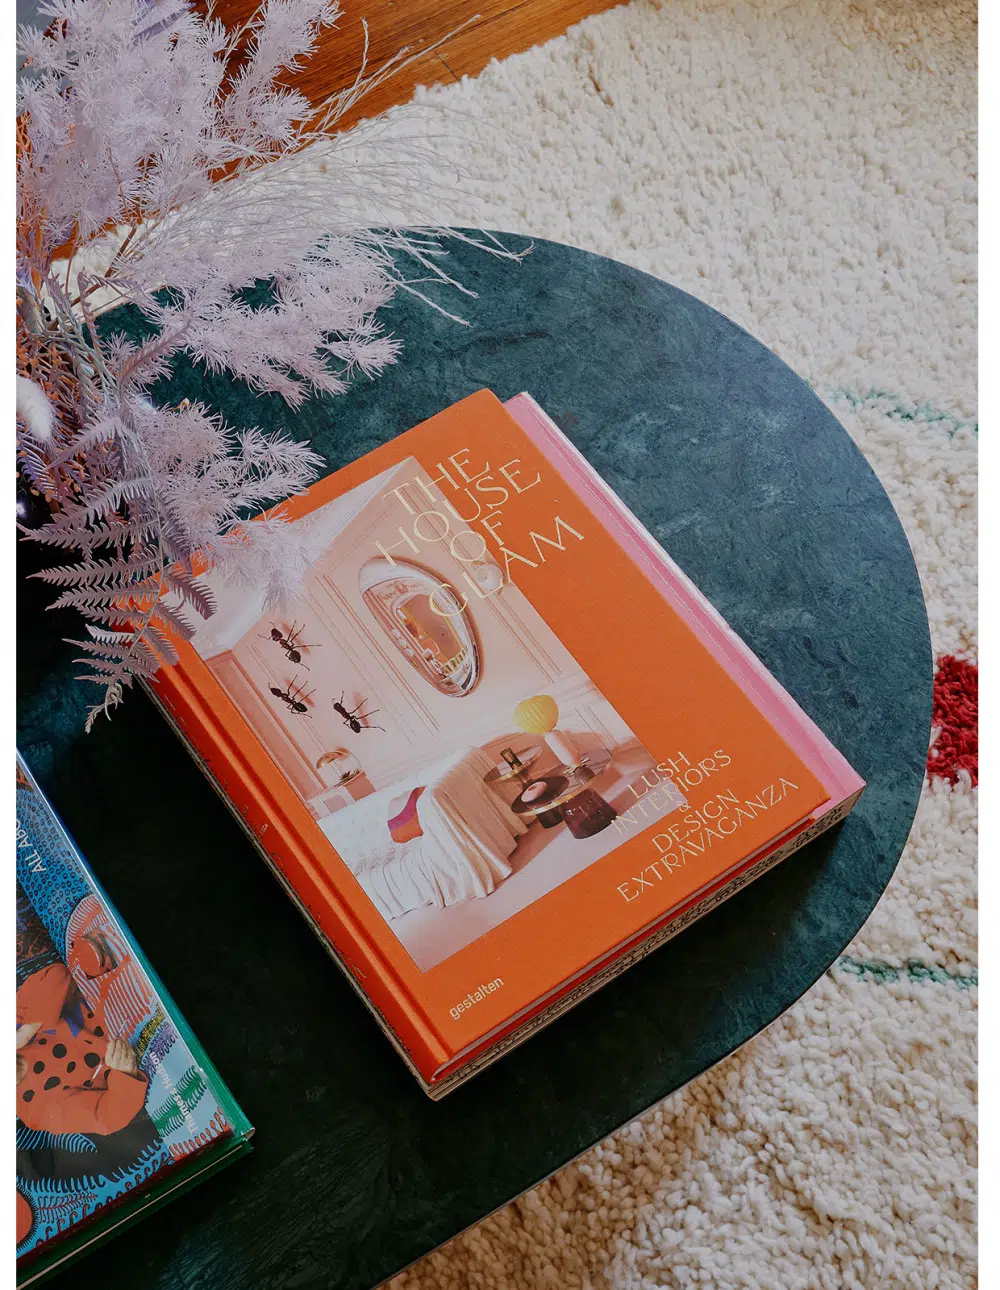 THE
HOUSE
OF
GLAM
LUSH
INTERIORS
&
DESIGN
EXTRAVAGANZA
gestalten